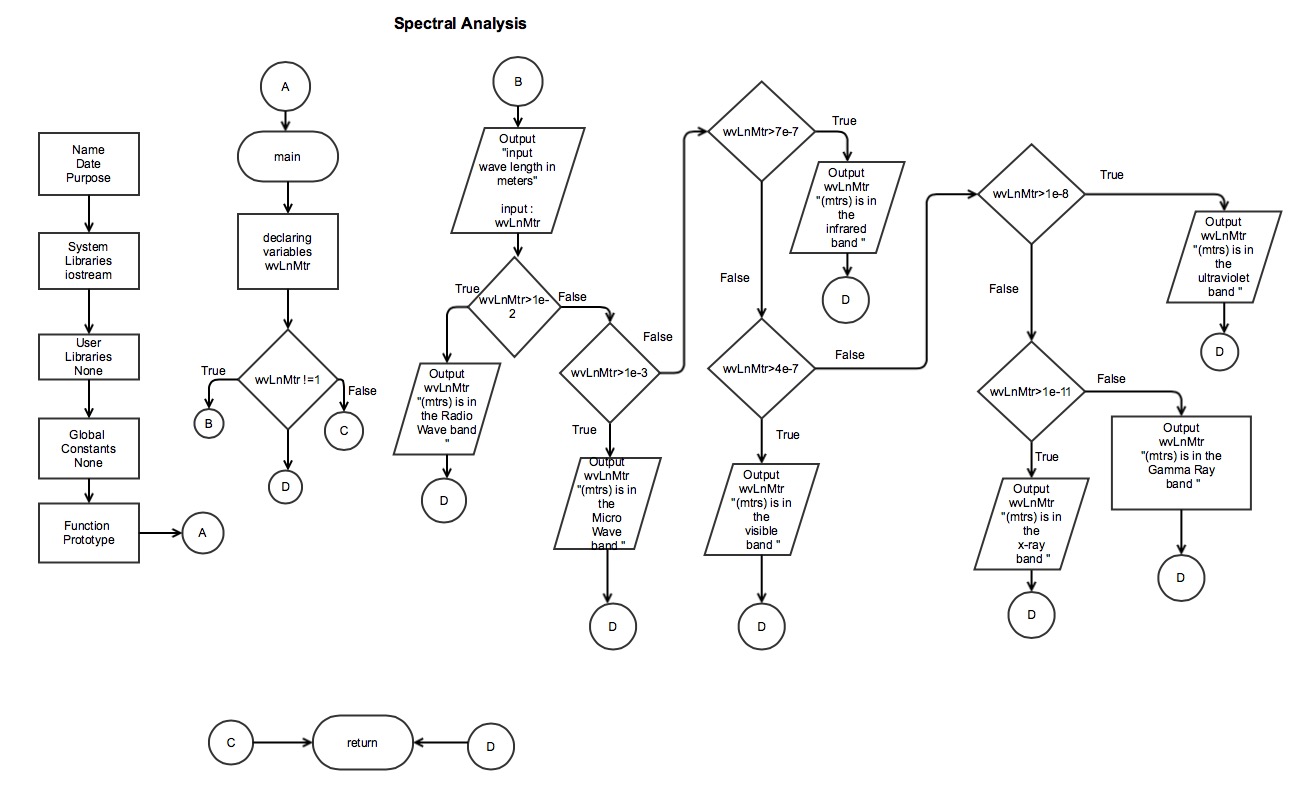 Spectral Analysis
Name
Date
Purpose
System
Libraries
iostream
User
Libraries
None
Global
Constants
None
Function
Prototype
A
A
main
declaring
variables
wvLnMtr
wvLnMtr !=1
True
False
B
C
D
B
Output
"input
wave length in
meters"
input :
wvLnMtr
wvLnMtr>1e-
2
True
False
Output
wvLnMtr
"(mtrs) is in
the Radio
Wave band
"
D
wvLnMtr>1e-3
False
True
Output
wvLnMtr
"(mtrs) is in
the
Micro
Wave
band "
D
wvLnMtr>7e-7
True
Output
wvLnMtr
"(mtrs) is in
the
infrared
band "
D
False
wvLnMtr>4e-7
False
True
Output
wvLnMtr
"(mtrs) is in
the
visible
band "
D
wvLnMtr>1e-8
True
Output
wvLnMtr
"(mtrs) is in
the
ultraviolet
band "
D
False
wvLnMtr>1e-11
False
Output
wvLnMtr
"(mtrs) is in the
Gamma Ray
band "
D
True
Output
wvLnMtr
"(mtrs) is in
the
x-ray
band "
D
C
return
D